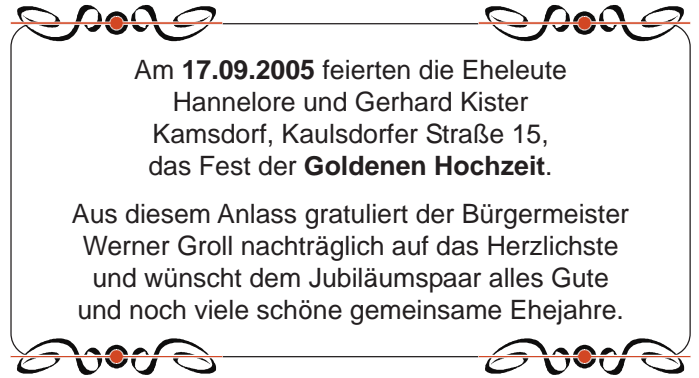 Am 17.09.2005 feierten die Eheleute
Hannelore und Gerhard Kister
Kamsdorf, Kaulsdorfer Straße 15,
das Fest der Goldenen Hochzeit.
Aus diesem Anlass gratuliert der Bürgermeister
Werner Groll nachträglich auf das Herzlichste
und wünscht dem Jubiläumspaar alles Gute
und noch viele schöne gemeinsame Ehejahre.